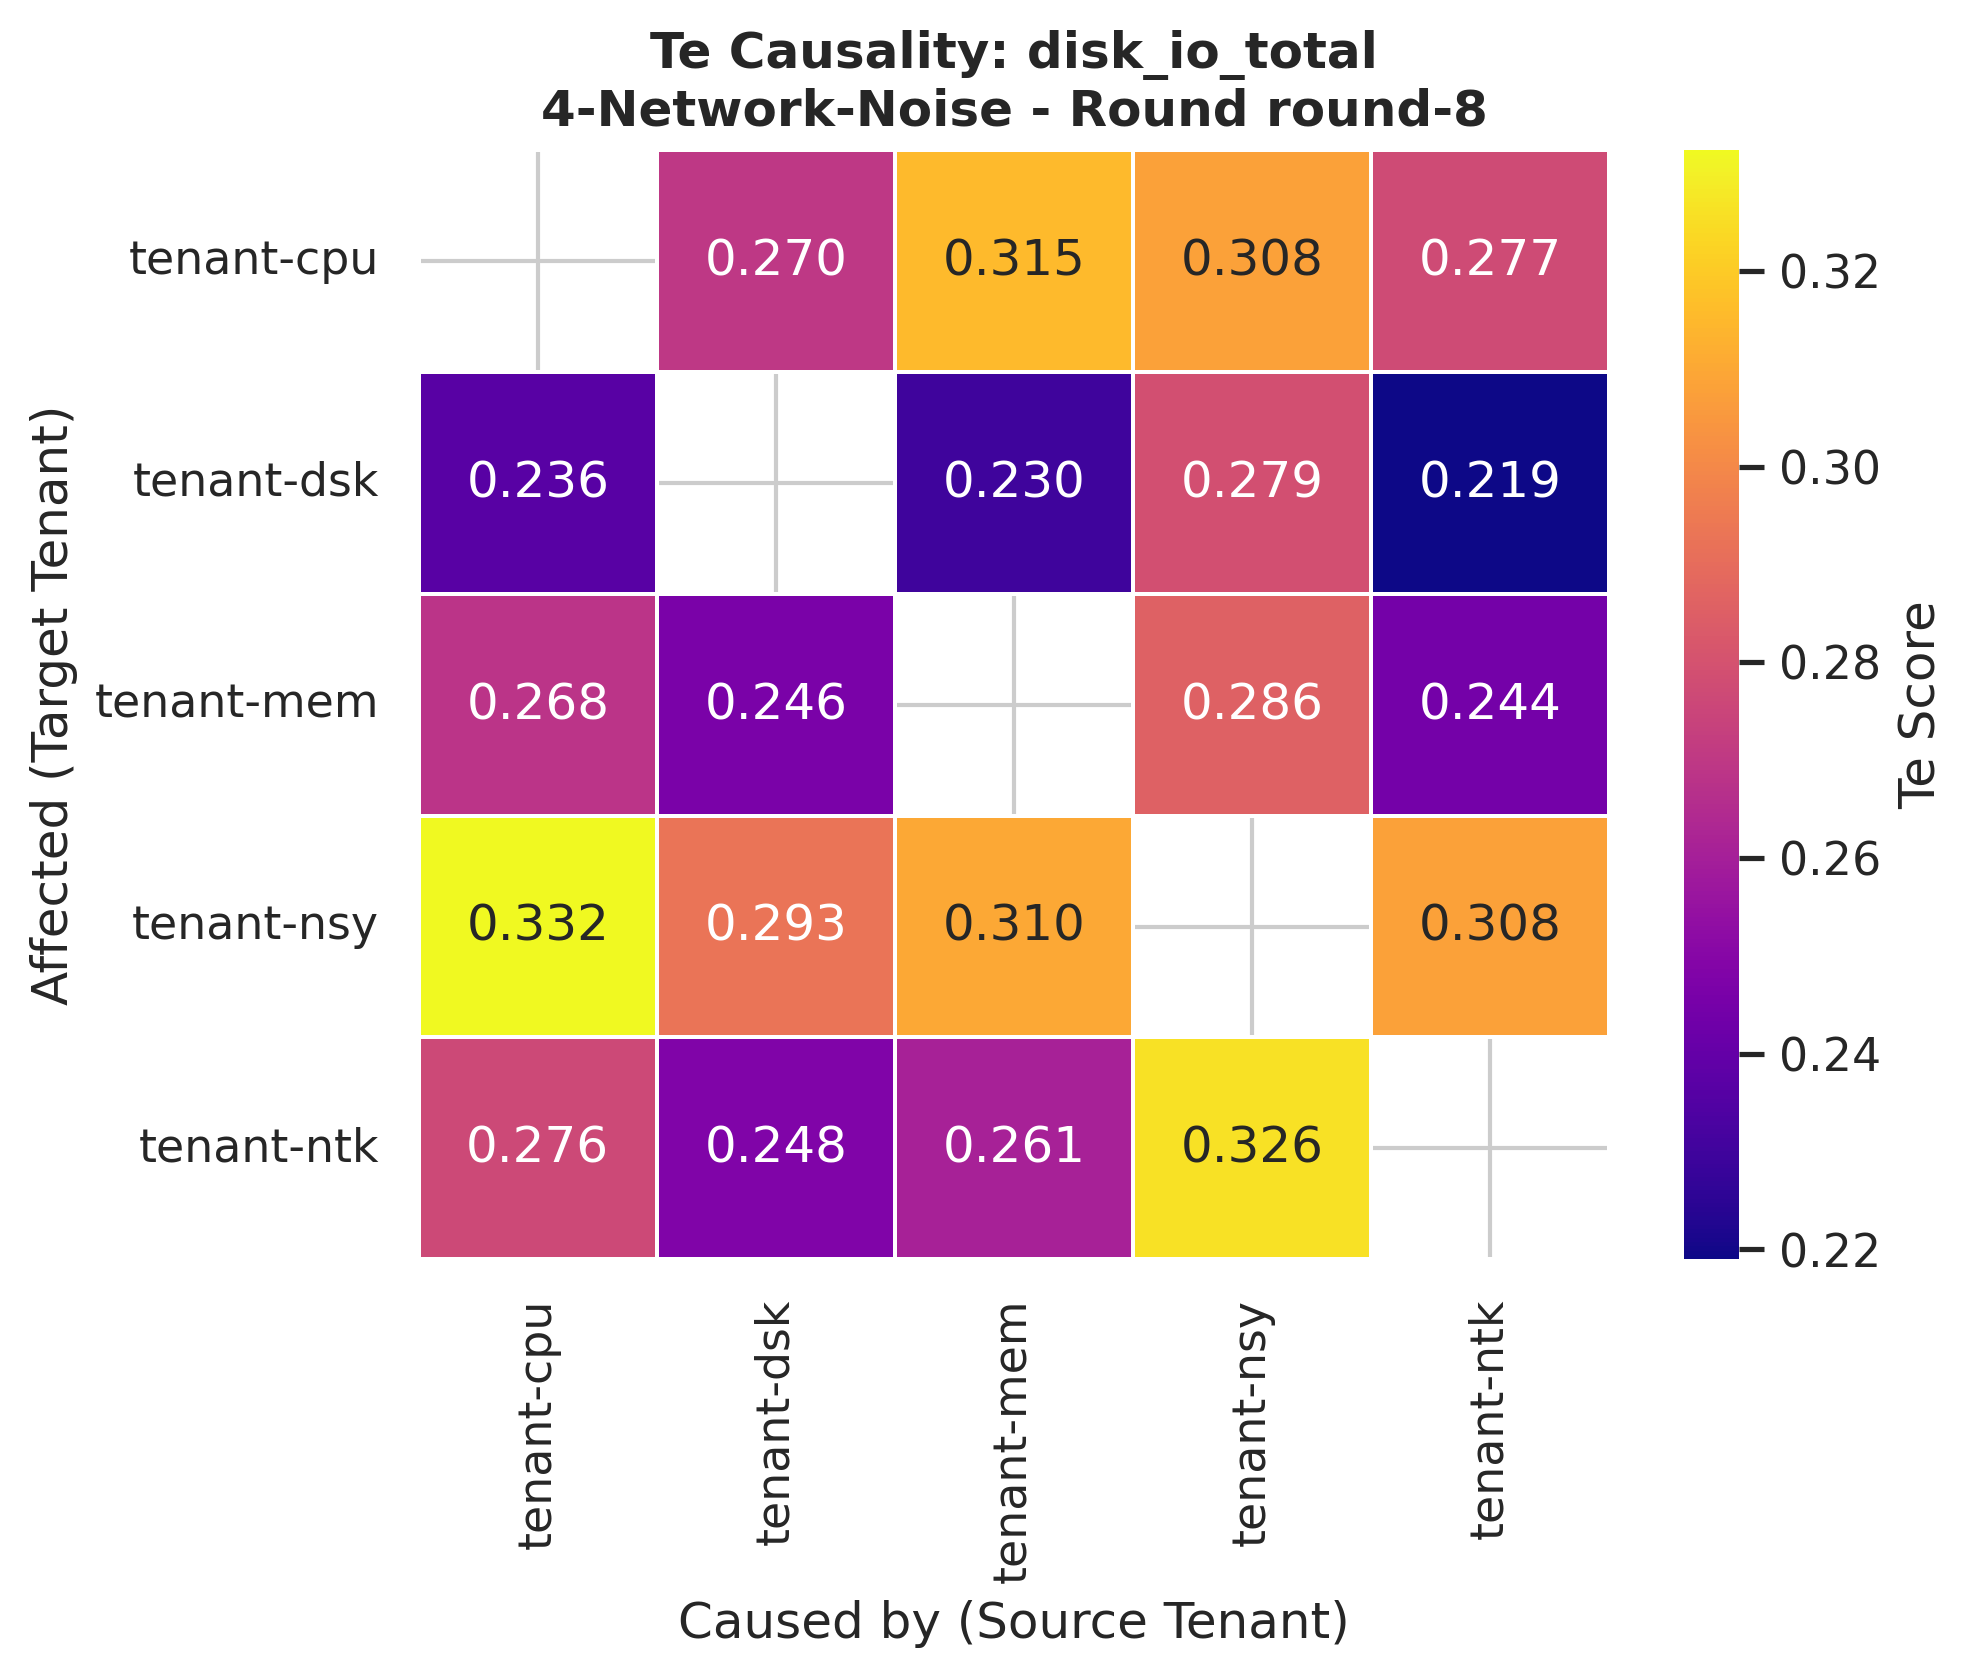 Te Causality: disk_io_total
4-Network-Noise - Round round-8
tenant-cpu
0.270 0.315 0.308 0.277
tenant-dsk
0.236 0.230 0.279 0.219
tenant-mem
0.268 0.246 0.286 0.244
tenant-nsy
0.332 0.293 0.310 0.308
tenant-ntk
0.276 0.248 0.261 0.326
Affected (Target Tenant)
tenant-cpu
tenant-dsk
tenant-mem
tenant-nsy
tenant-ntk
Caused by (Source Tenant)
0.32
0.30
0.28
0.26
0.24
0.22
Te Score